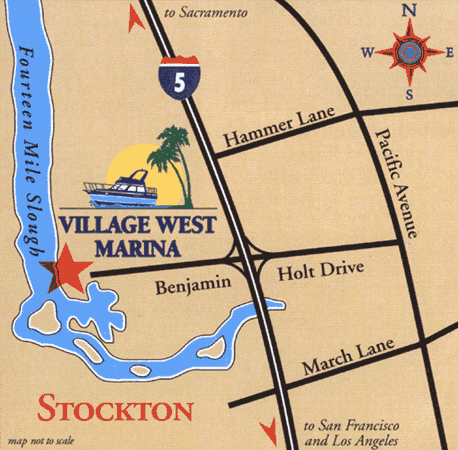 to Sacramento
N
W E
S
5
Fourteen Mile Slough
Hammer Lane
Pacific Avenue
VILLAGE WEST
MARINA
Benjamin Holt Drive
March Lane
STOCKTON
to San Francisco
and Los Angeles
map not to scale